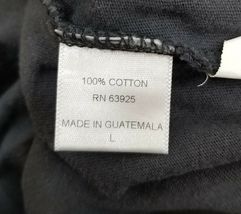 100% COTTON
RN 63925
MADE IN GUATEMALA
L